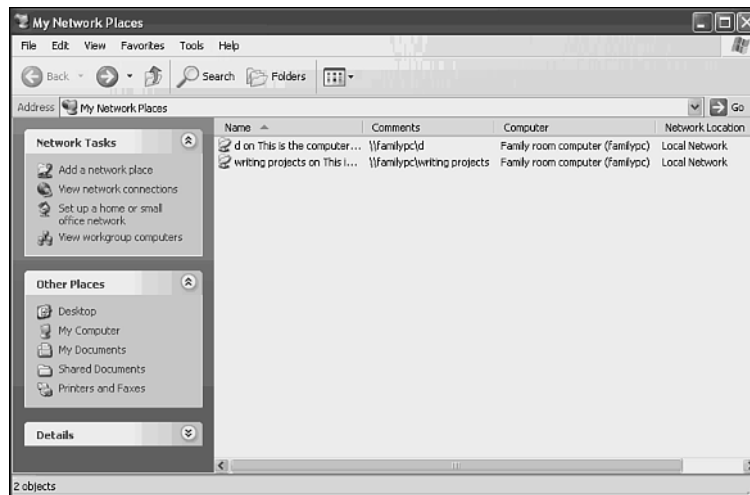 My Network Places
File Edit View Favorites Tools Help
Back Search Folders
Address My Network Places Go
Name Comments Computer Network Location
d on This is the computer... \\familypc\d Family room computer (familypc) Local Network
writing projects on This i... \\familypc\writing projects Family room computer (familypc) Local Network
Network Tasks
Add a network place
View network connections
Set up a home or small
office network
View workgroup computers
Other Places
Desktop
My Computer
My Documents
Shared Documents
Printers and Faxes
Details
2 objects